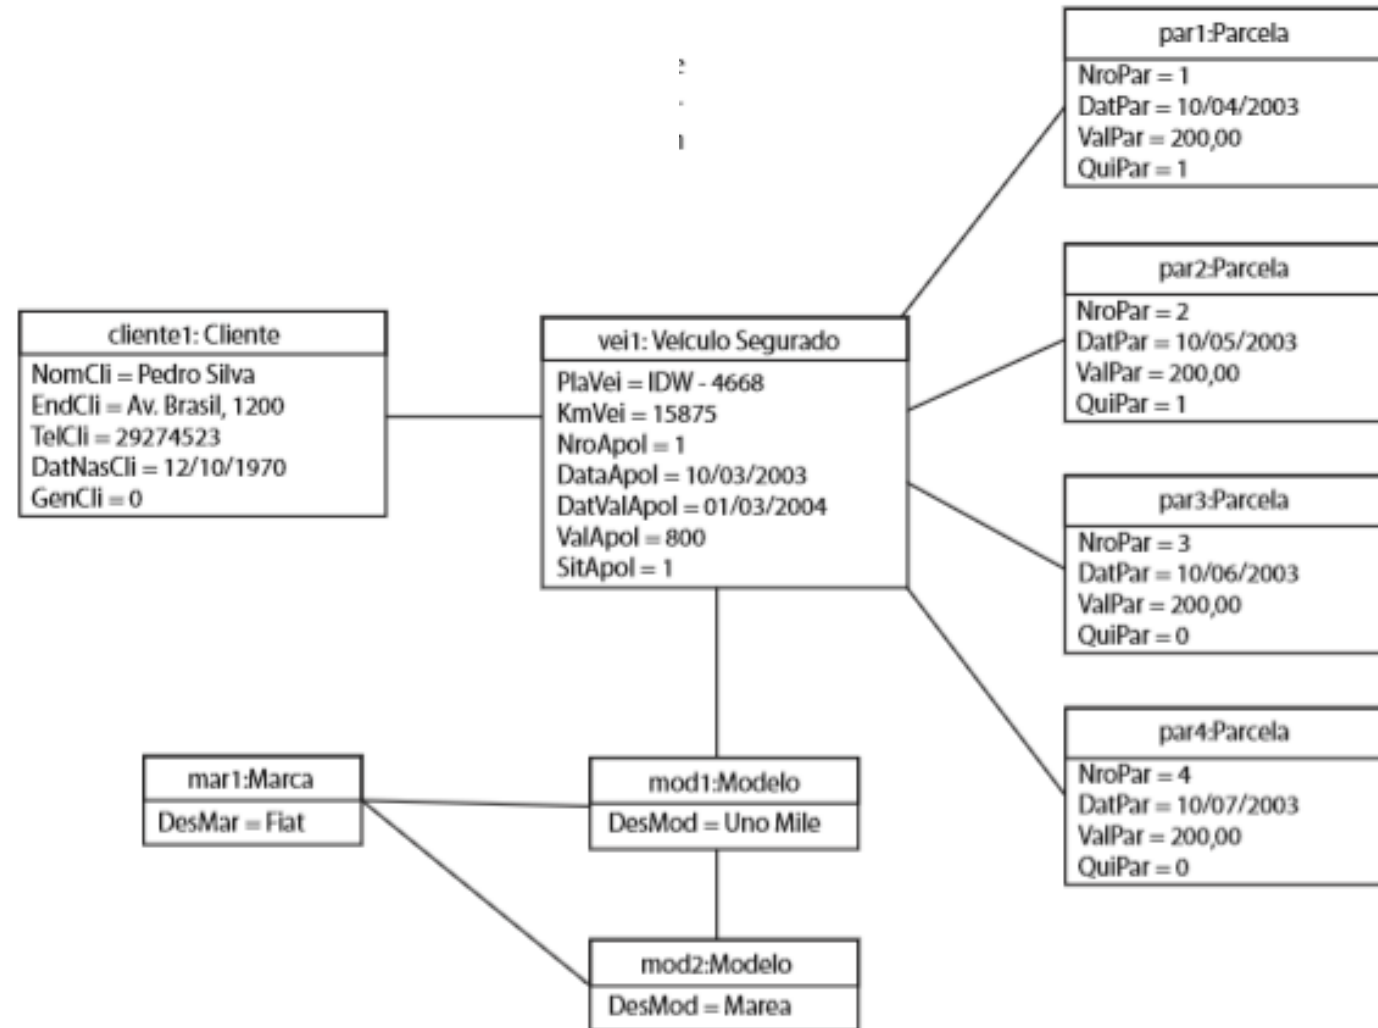 par1:Parcela
NroPar = 1
DatPar = 10/04/2003
ValPar = 200,00
QuiPar = 1
par2:Parcela
NroPar = 2
DatPar = 10/05/2003
ValPar = 200,00
QuiPar = 1
cliente1: Cliente
NomCli = Pedro Silva
EndCli = Av. Brasil, 1200
TelCli = 29274523
DatNasCli = 12/10/1970
GenCli = 0
vei1: Veículo Segurado
PlaVei = IDW - 4668
KmVei = 15875
NroApol = 1
DataApol = 10/03/2003
DatValApol = 01/03/2004
ValApol = 800
SitApol = 1
par3:Parcela
NroPar = 3
DatPar = 10/06/2003
ValPar = 200,00
QuiPar = 0
par4:Parcela
NroPar = 4
DatPar = 10/07/2003
ValPar = 200,00
QuiPar = 0
mar1:Marca
DesMar = Fiat
mod1:Modelo
DesMod = Uno Mile
mod2:Modelo
DesMod = Marea